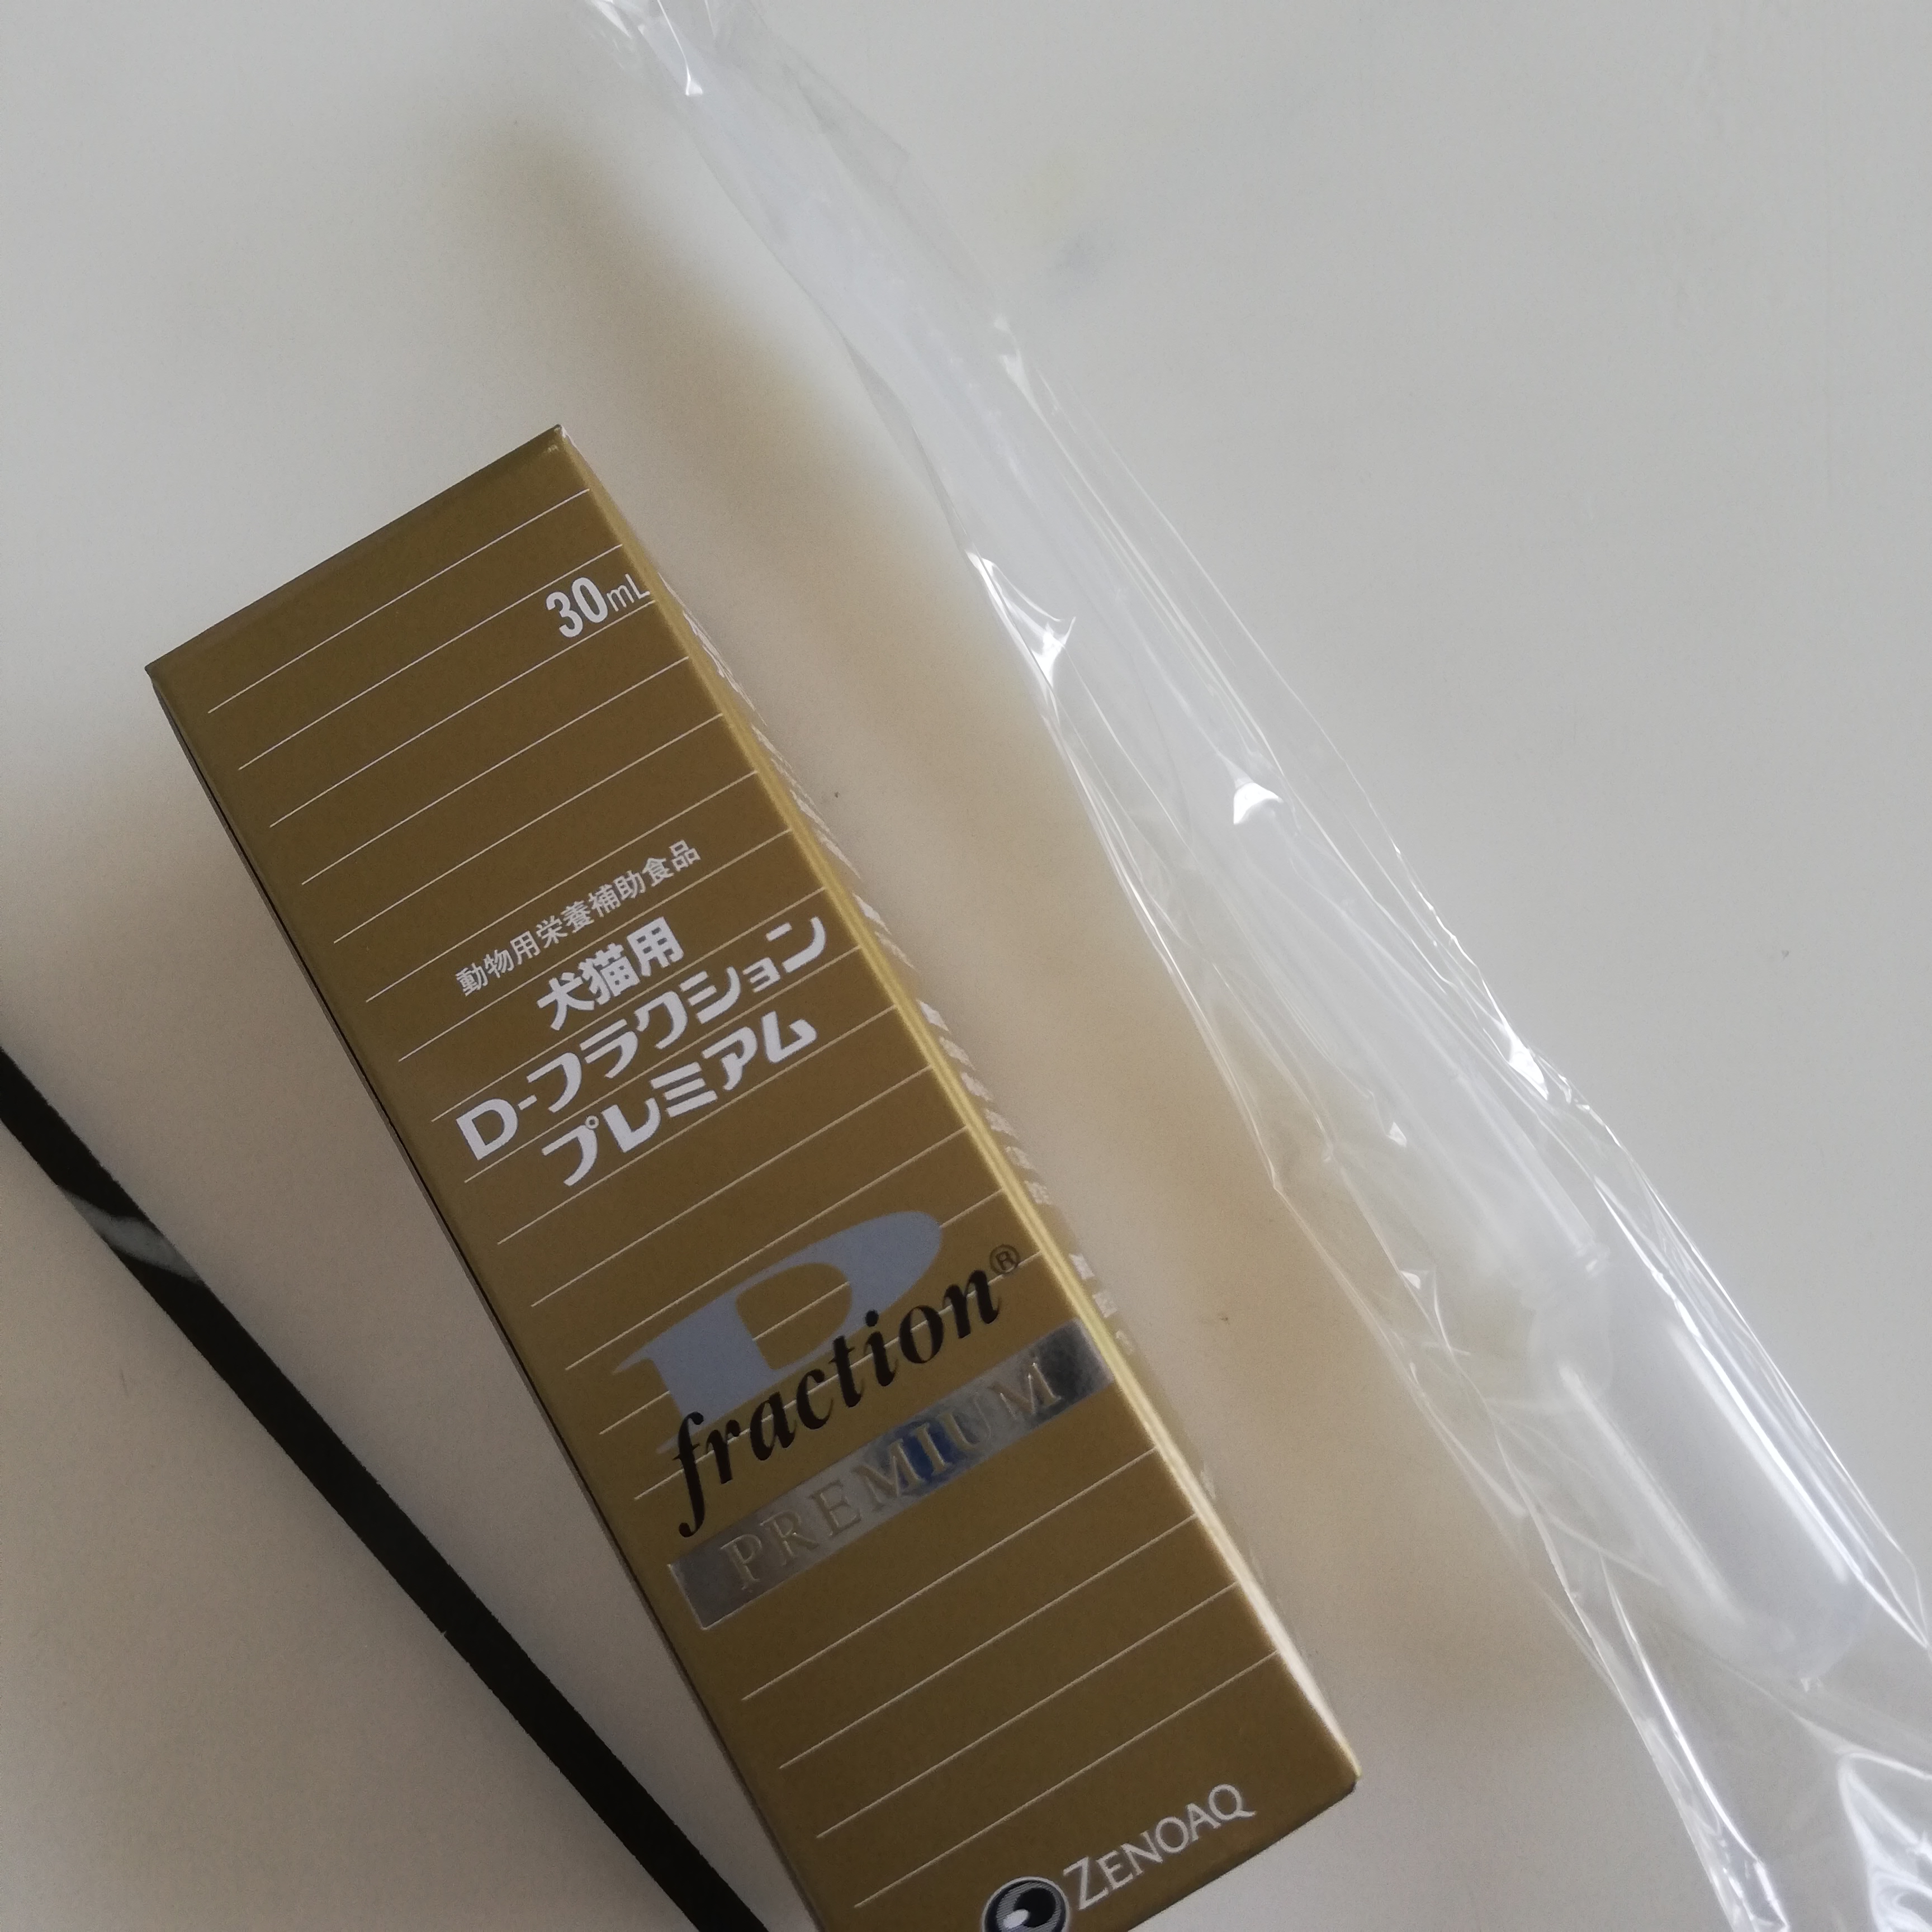 30mL
動物用栄養補助食品
犬猫用
D-フラクション
プレミアム
D
fraction®
PREMIUM
ZENOAQ